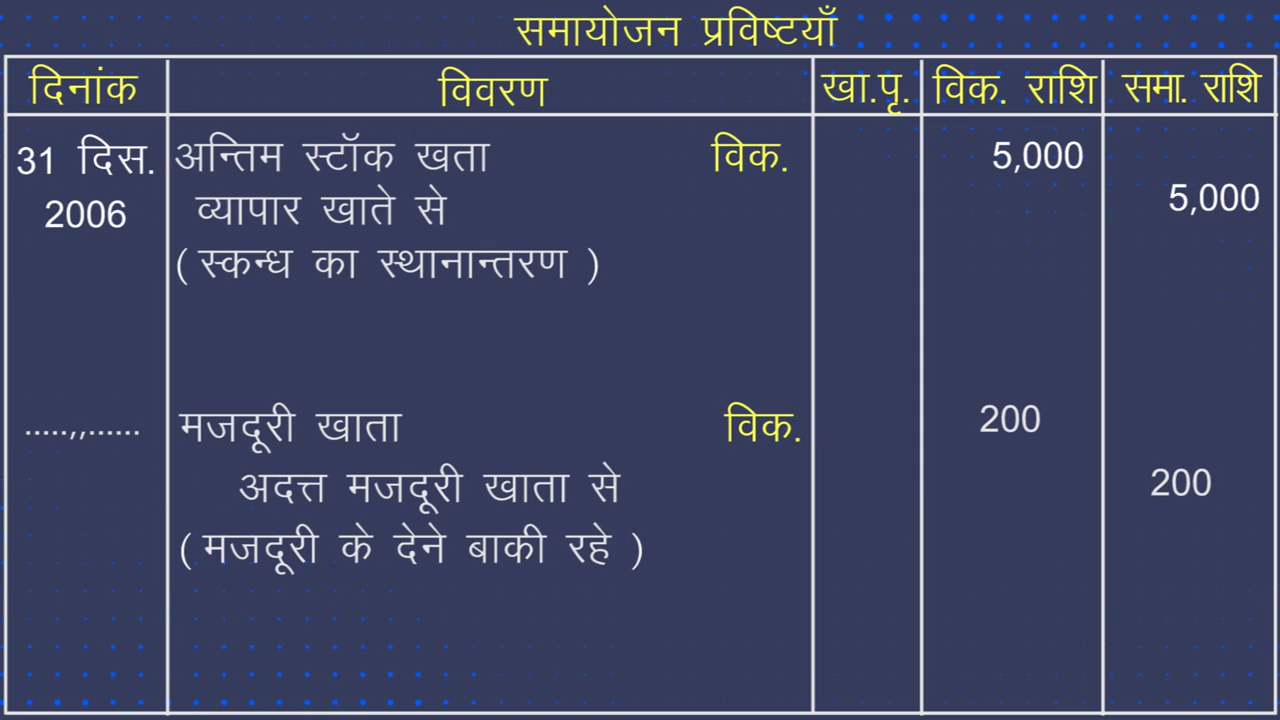 समायोजन प्रविष्टयाँ
दिनांक विवरण खा.पृ. विक. राशि समा. राशि
31 दिस. अन्तिम स्टॉक खता विक. 5,000
2006 व्यापार खाते से 5,000
( स्कन्ध का स्थानान्तरण )
.....,,...... मजदूरी खाता विक. 200
अदत्त मजदूरी खाता से 200
( मजदूरी के देने बाकी रहे )